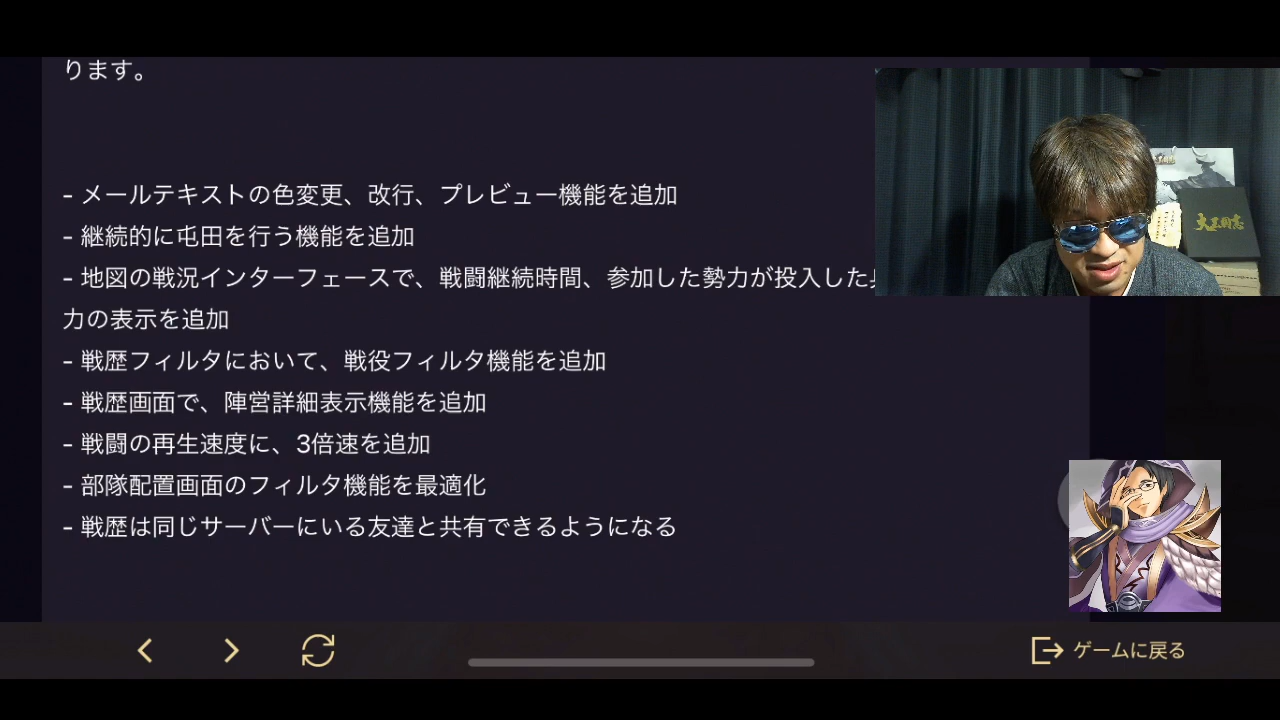 ります。
- メールテキストの色変更、改行、プレビュー機能を追加
- 継続的に屯田を行う機能を追加
- 地図の戦況インターフェースで、戦闘継続時間、参加した勢力が投入した
力の表示を追加
- 戦歴フィルタにおいて、戦役フィルタ機能を追加
- 戦歴画面で、陣営詳細表示機能を追加
- 戦闘の再生速度に、3倍速を追加
- 部隊配置画面のフィルタ機能を最適化
- 戦歴は同じサーバーにいる友達と共有できるようになる
大三国志
ゲームに戻る